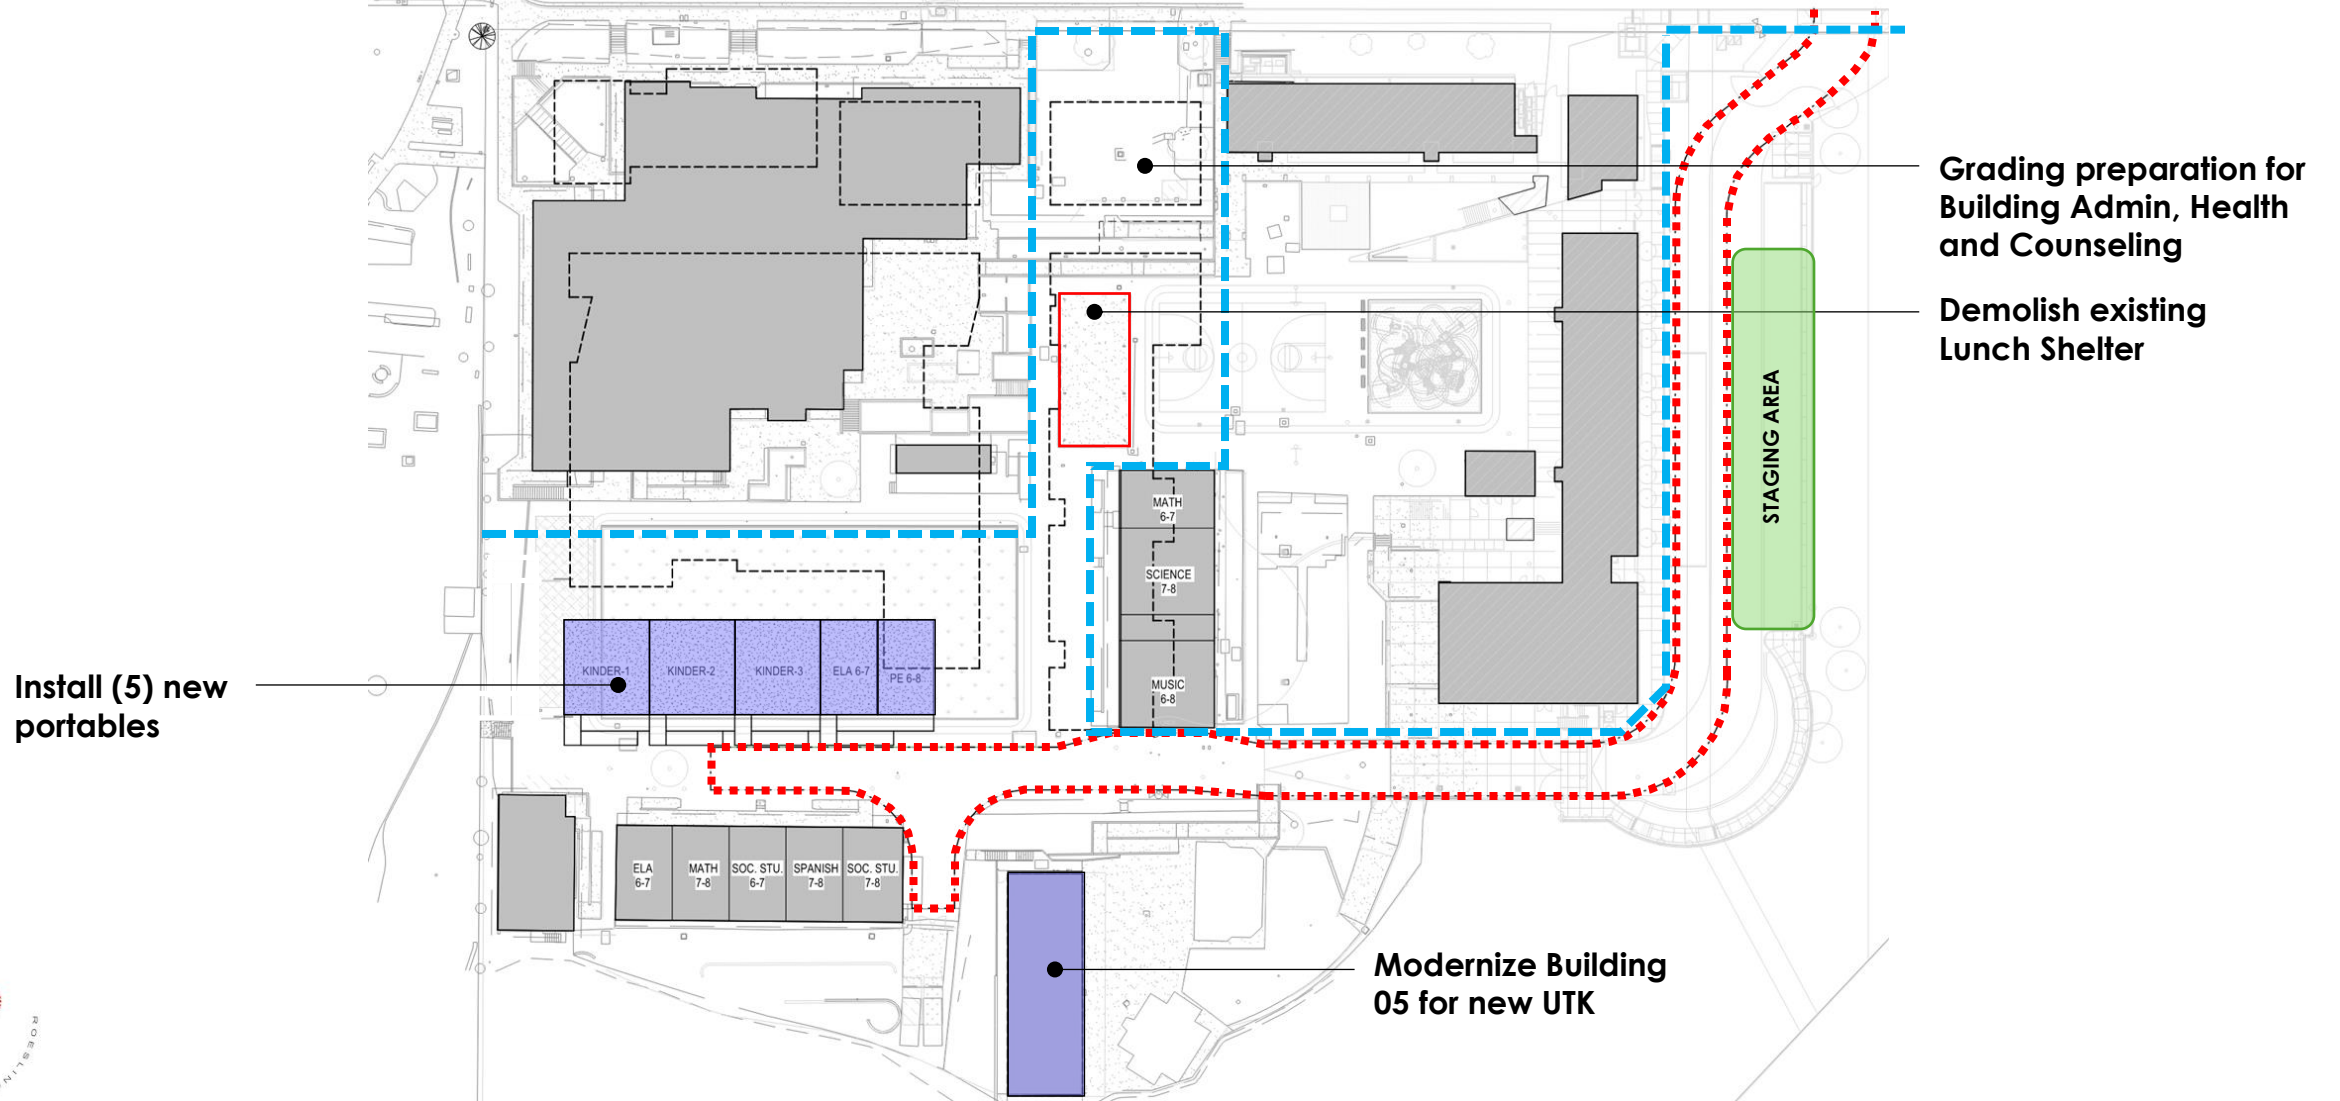 Grading preparation for
Building Admin, Health
and Counseling
Demolish existing
Lunch Shelter
STAGING AREA
MATH
6-7
SCIENCE
7-8
MUSIC
6-8
KINDER-1
KINDER-2
KINDER-3
ELA 6-7
PE 6-8
Install (5) new
portables
ELA
6-7
MATH
7-8
SOC. STU.
6-7
SPANISH
7-8
SOC. STU.
7-8
Modernize Building
05 for new UTK